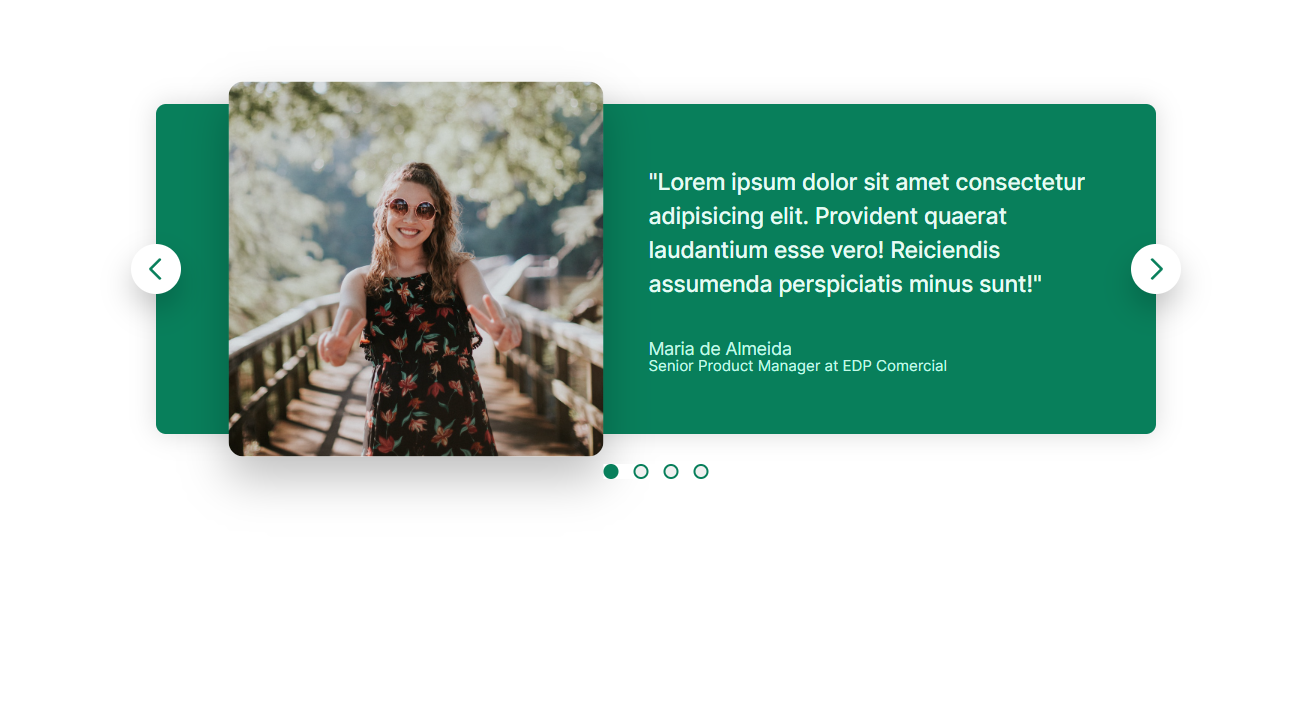 "Lorem ipsum dolor sit amet consectetur
adipisicing elit. Provident quaerat
laudantium esse vero! Reiciendis
assumenda perspiciatis minus sunt!"
Maria de Almeida
Senior Product Manager at EDP Comercial